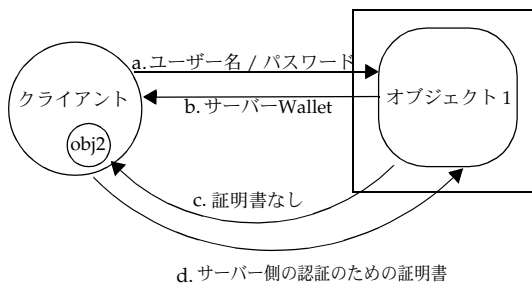 a. ユーザー名 / パスワード
クライアント
b. サーバーWallet
オブジェクト 1
obj2
c. 証明書なし
d. サーバー側の認証のための証明書